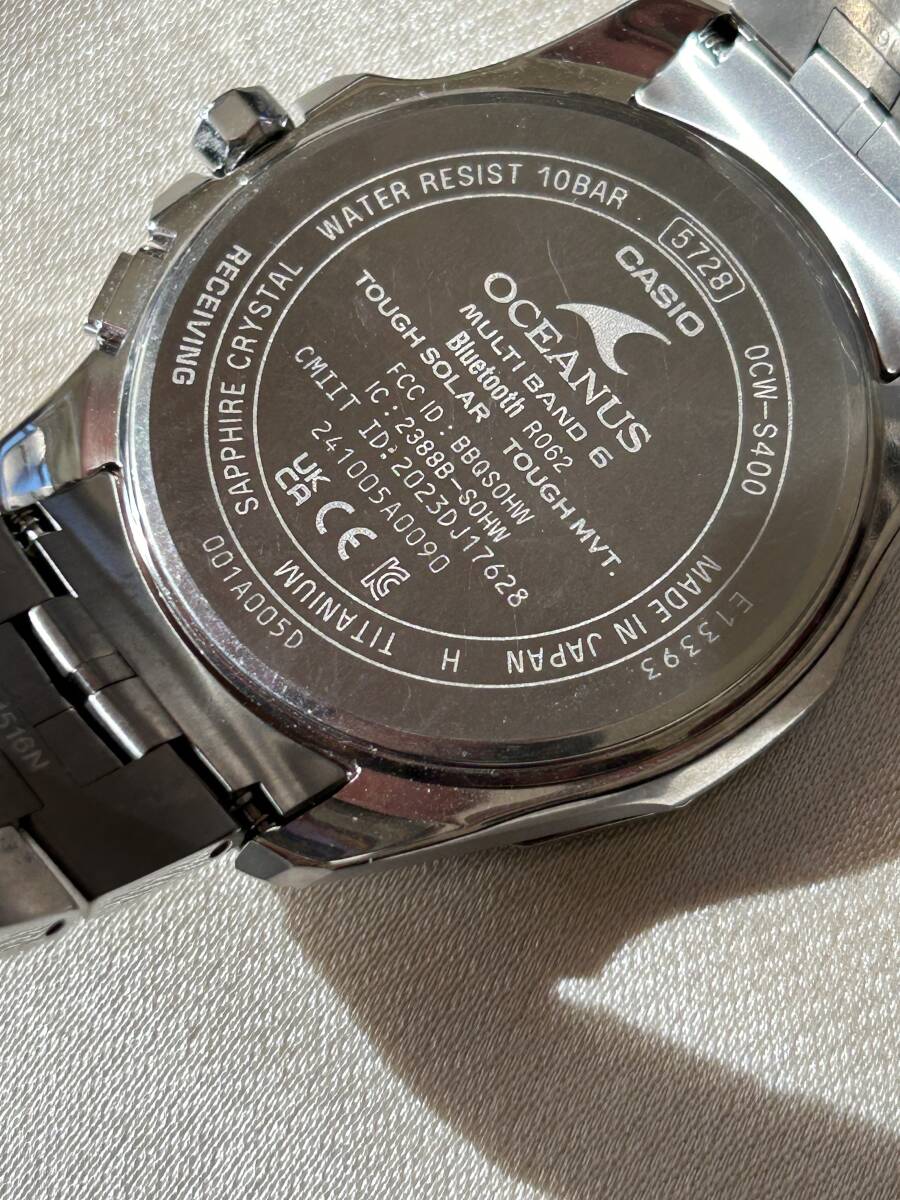 CASIO
5728
OCW-S400
WATER RESIST 10BAR
SAPPHIRE CRYSTAL
RECEIVING
OCEANUS
MULTI BAND 6
Bluetooth R062
TOUGH SOLAR TOUGH MVT.
FCC ID: BBQS0HW
IC: 2388B-S0HW
CMIIT ID: 2023DJ17628
241005A0090
UK
CA
CE
TITANIUM
H
MADE IN JAPAN
001A005D
E13393